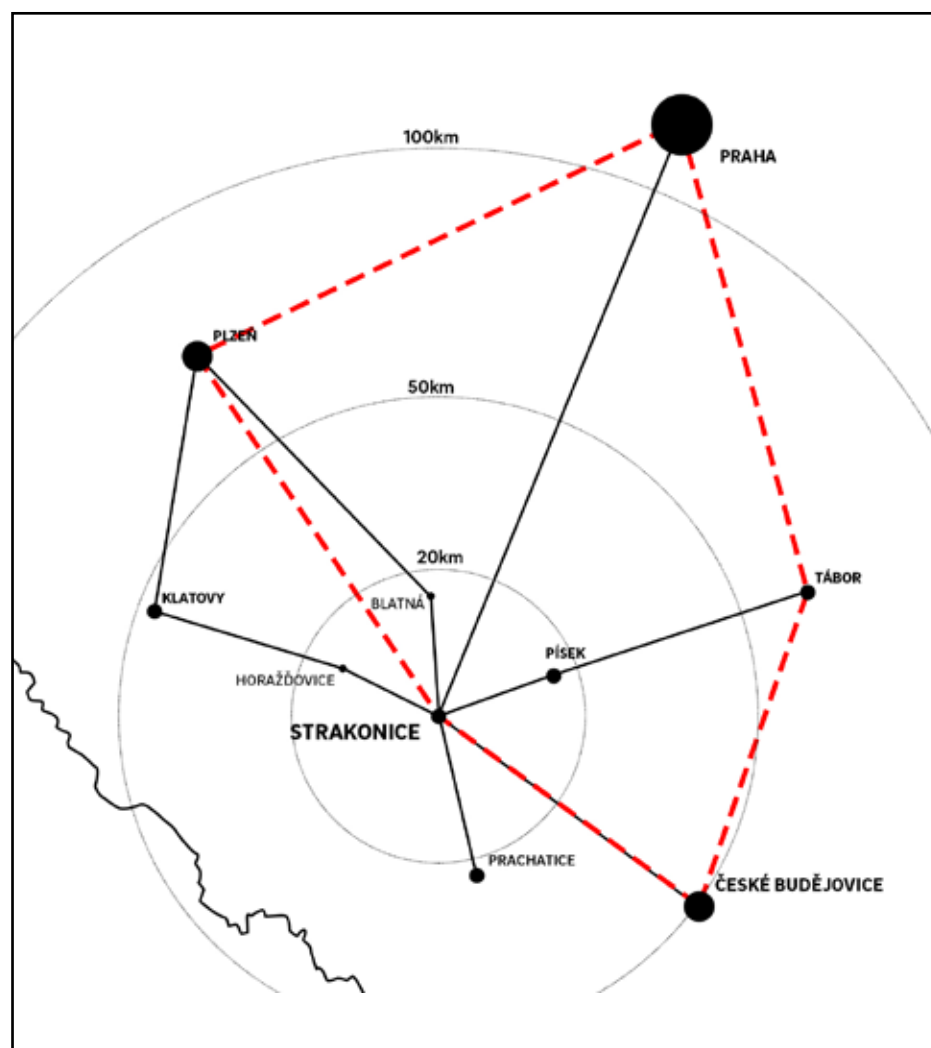 100km
PRAHA
PLZEŇ
50km
20km
BLATNÁ
KLATOVY
TÁBOR
PÍSEK
HORAŽĎOVICE
STRAKONICE
PRACHATICE
ČESKÉ BUDĚJOVICE